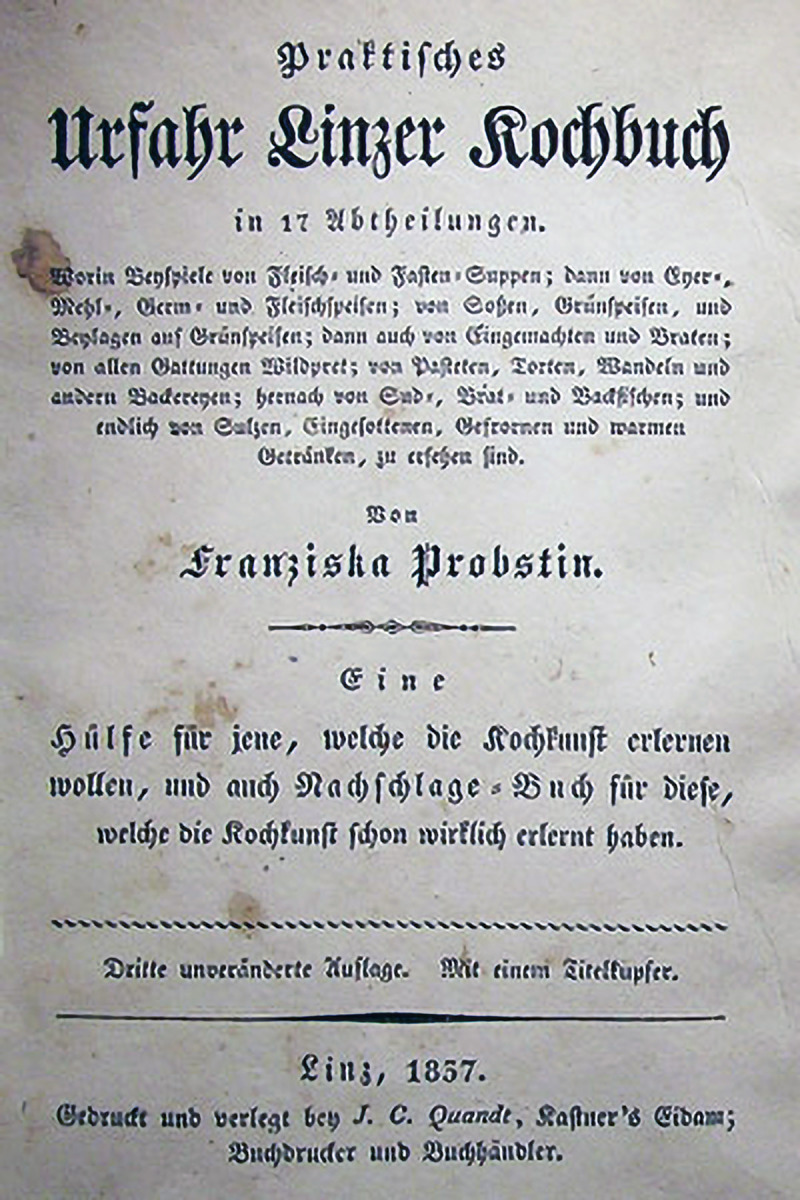 Praktisches
Urfahr Linzer Kochbuch
in 17 Abtheilungen.
Worin Beyspiele von Fleisch- und Fasten-Suppen; dann von Eyer-,
Mehl-, Germ- und Fleischspeisen; von Soßen, Grünspeisen, und
Beylagen auf Grünspeisen; dann auch von Eingemachten und Braten;
von allen Gattungen Wildpret; von Pasteten, Torten, Wandeln und
andern Backereyen; hernach von Sud-, Brat- und Backfischen; und
endlich von Sulzen, Eingesottenen, Gefrornen und warmen
Getränken, zu ersehen sind.
Von
Franziska Probstin.
Eine
Hülfe für jene, welche die Kochkunst erlernen
wollen, und auch Nachschlage-Buch für diese,
welche die Kochkunst schon wirklich erlernt haben.
Dritte unveränderte Auflage. Mit einem Titelkupfer.
Linz, 1837.
Gedruckt und verlegt bey J. C. Quandt, Kastner's Eidam;
Buchdrucker und Buchhändler.